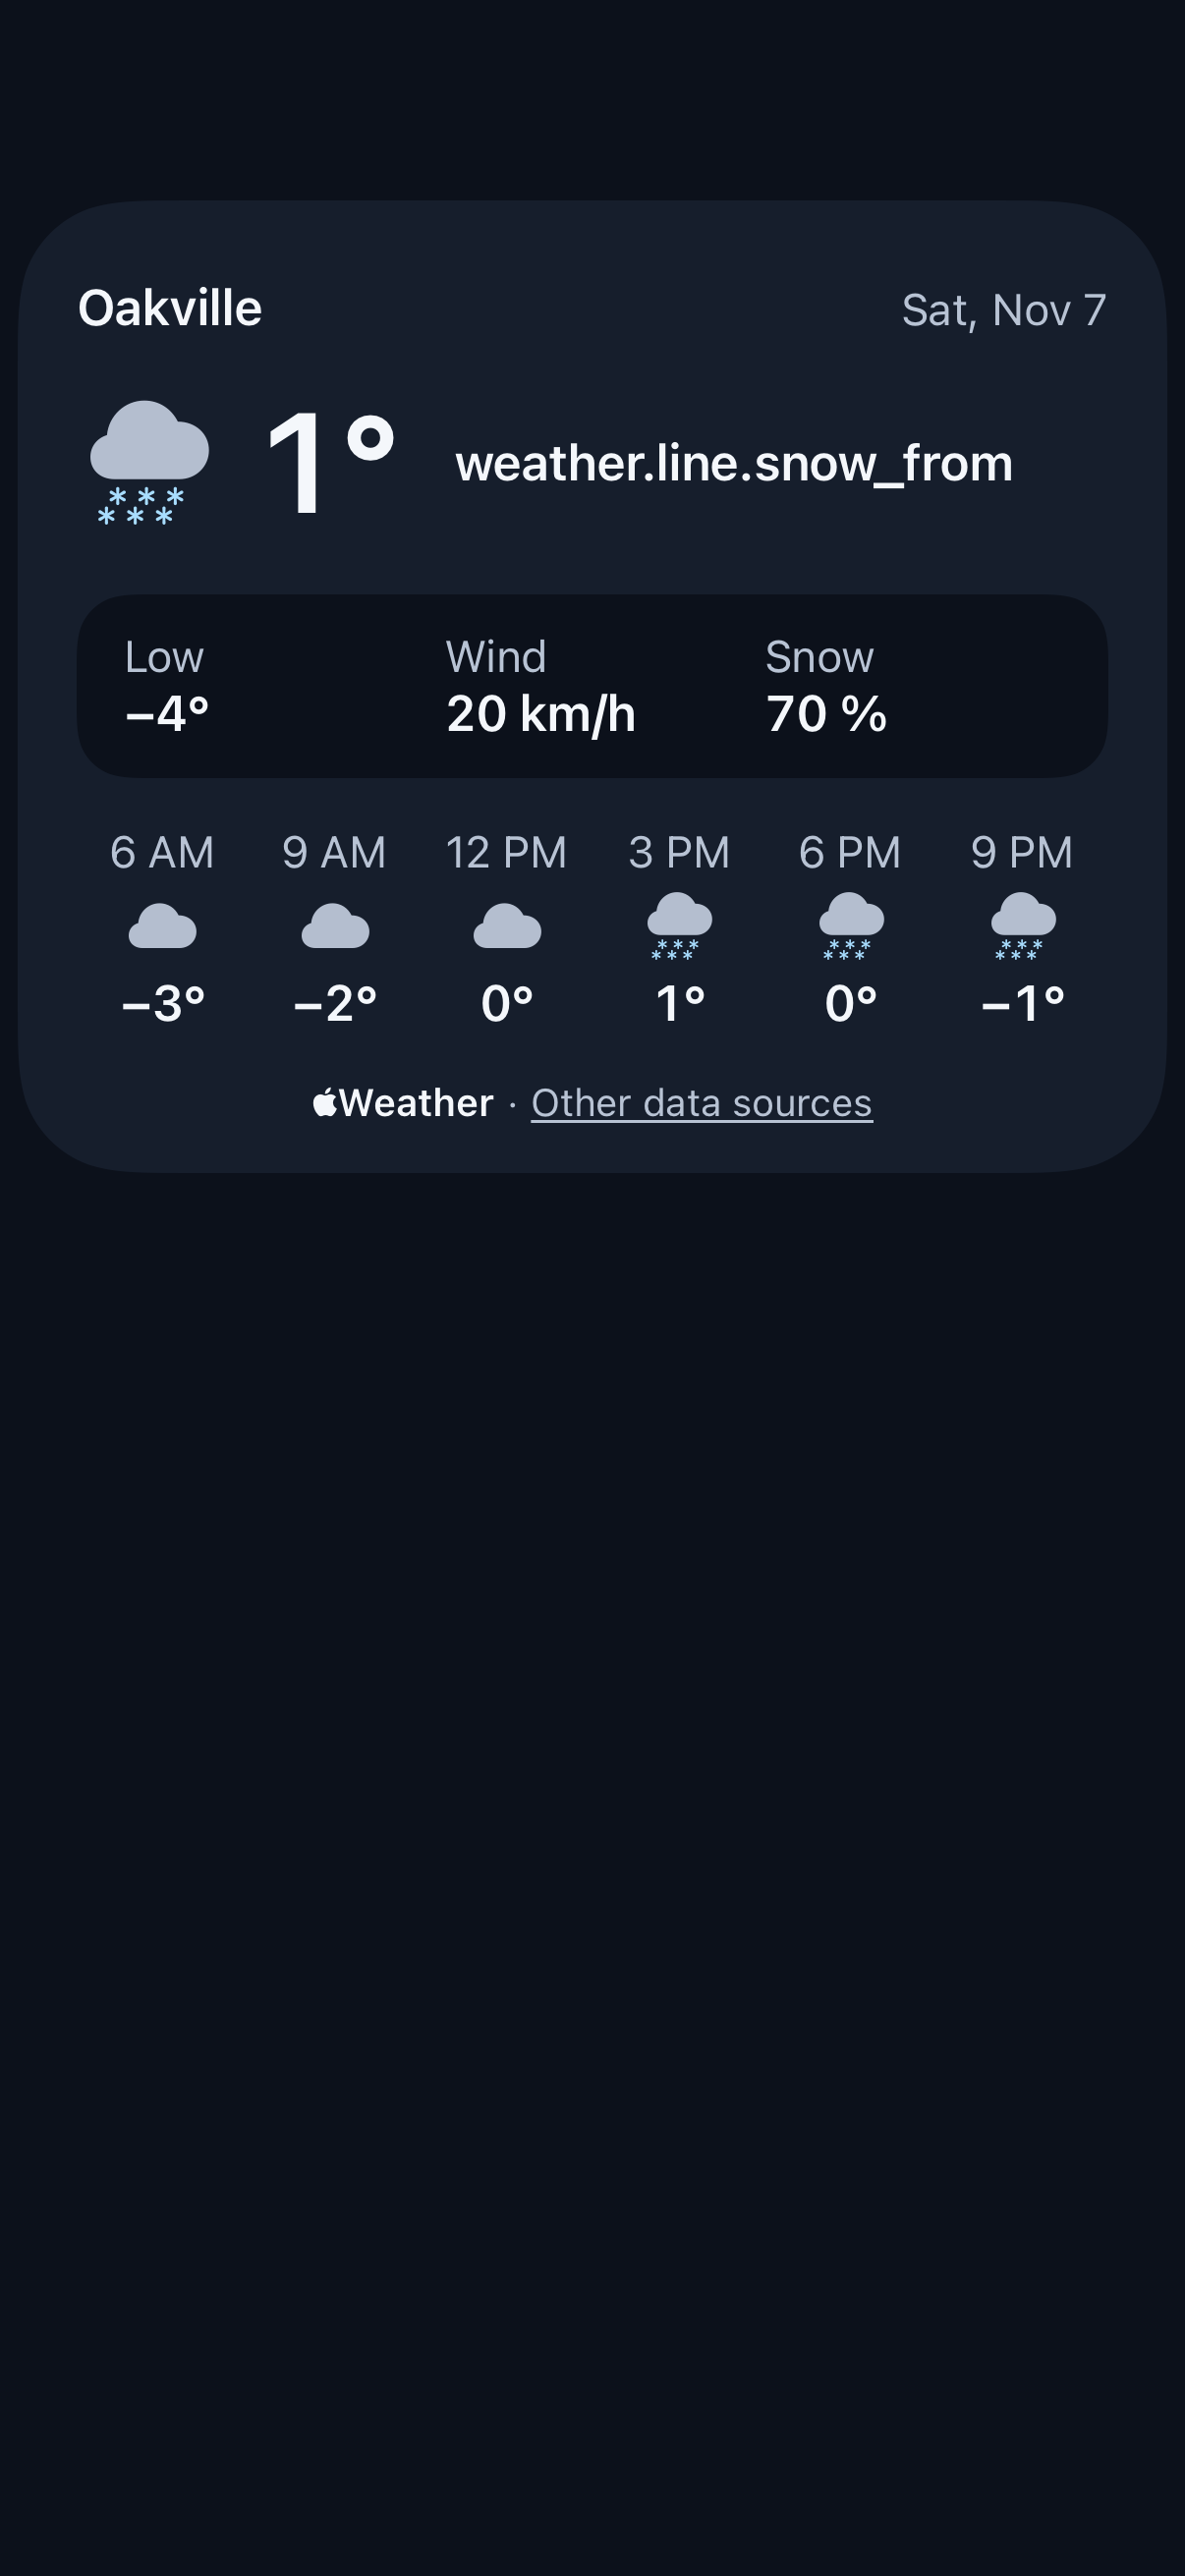 Oakville
Sat, Nov 7
1°
weather.line.snow_from
Low
–4°
Wind
20 km/h
Snow
70 %
6 AM 9 AM 12 PM 3 PM 6 PM 9 PM
–3° –2° 0° 1° 0° –1°
Weather · Other data sources